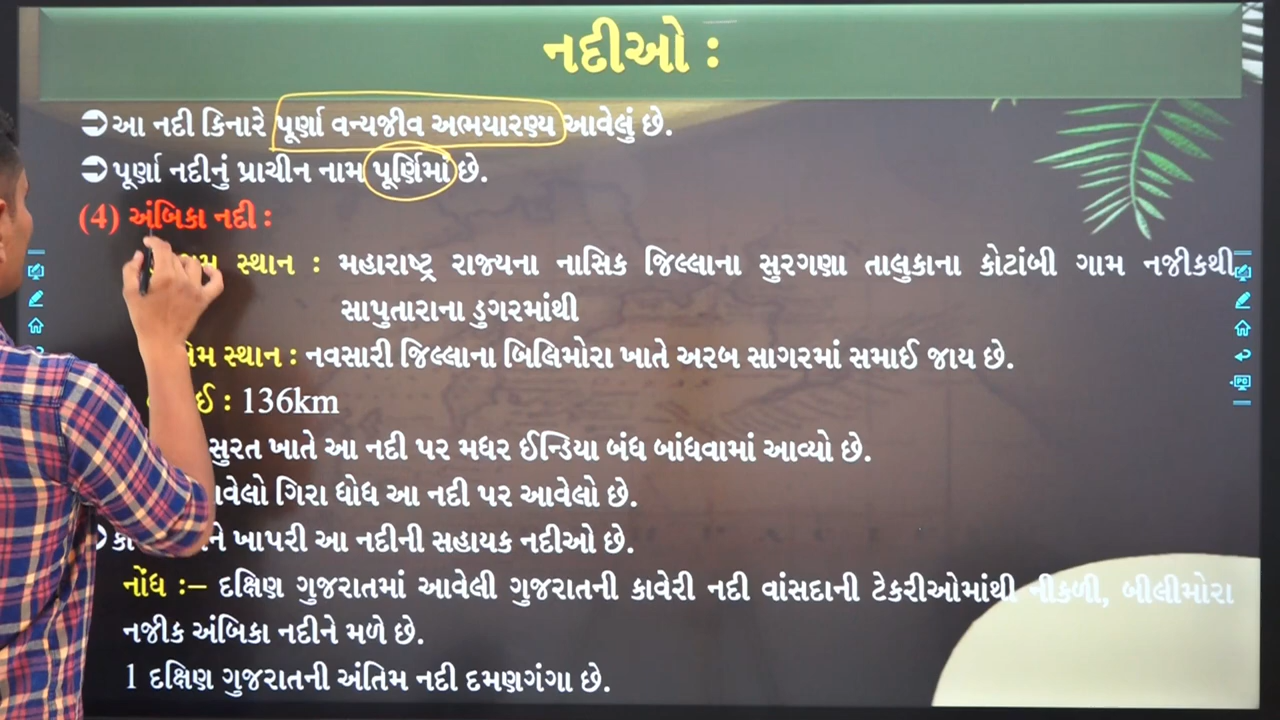 નદીઓ :
➲ આ નદી કિનારે પૂર્ણા વન્યજીવ અભયારણ્ય આવેલું છે.
➲ પૂર્ણા નદીનું પ્રાચીન નામ પૂર્ણિમાં છે.
(4) અંબિકા નદી :
સ્થાન : મહારાષ્ટ્ર રાજ્યના નાસિક જિલ્લાના સુરગણા તાલુકાના કોટાંબી ગામ નજીકથી
સાપુતારાના ડુગરમાંથી
સ્થાન : નવસારી જિલ્લાના બિલિમોરા ખાતે અરબ સાગરમાં સમાઈ જાય છે.
: 136km
સુરત ખાતે આ નદી પર મધર ઈન્ડિયા બંધ બાંધવામાં આવ્યો છે.
ગિરા ધોધ આ નદી પર આવેલો છે.
ખાપરી આ નદીની સહાયક નદીઓ છે.
નોંધ :– દક્ષિણ ગુજરાતમાં આવેલી ગુજરાતની કાવેરી નદી વાંસદાની ટેકરીઓમાંથી નીકળી, બીલીમોરા
નજીક અંબિકા નદીને મળે છે.
1 દક્ષિણ ગુજરાતની અંતિમ નદી દમણગંગા છે.